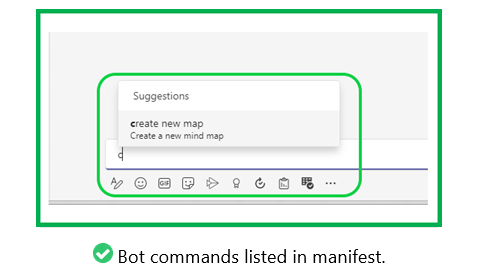 Suggestions
create new map
Create a new mind map
c
GIF
Bot commands listed in manifest.